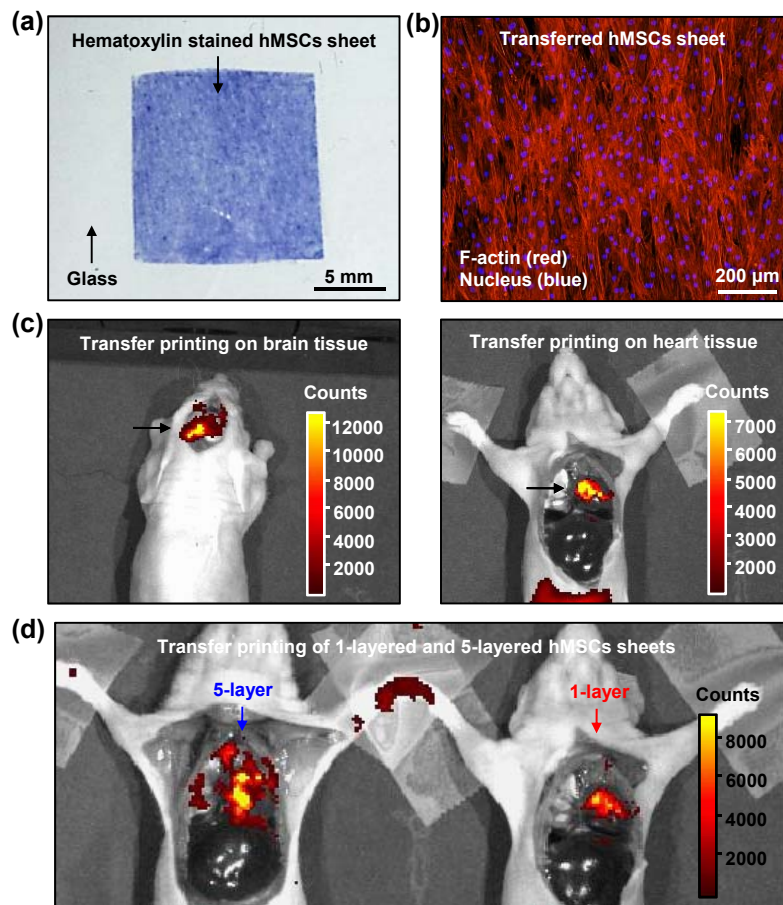 (a)
Hematoxylin stained hMSCs sheet
Glass
5 mm
(b)
Transferred hMSCs sheet
F-actin (red)
Nucleus (blue)
200 µm
(c)
Transfer printing on brain tissue
Counts
12000
10000
8000
6000
4000
2000
Transfer printing on heart tissue
Counts
7000
6000
5000
4000
3000
2000
(d)
Transfer printing of 1-layered and 5-layered hMSCs sheets
5-layer
1-layer
Counts
8000
6000
4000
2000